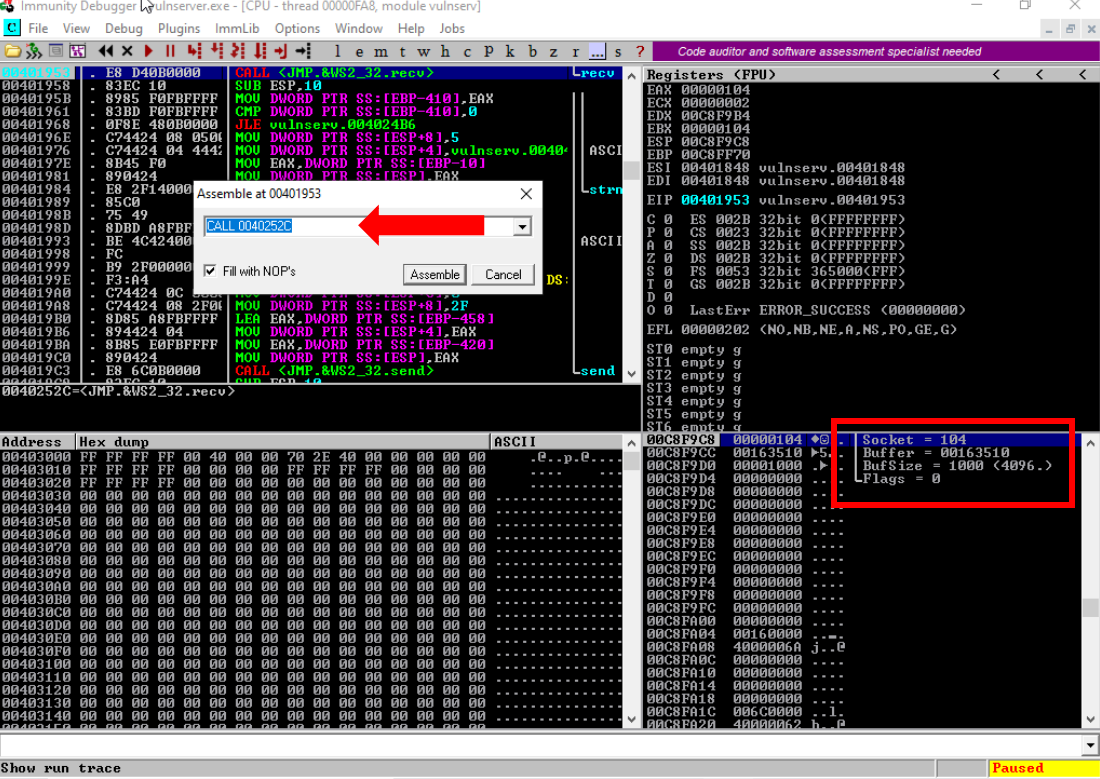 Immunity Debugger - vulnserver.exe - [CPU - thread 00000FA8, module vulnserv]
C File View Debug Plugins ImmLib Options Window Help Jobs
l e m t w h c P k b z r ... s ? Code auditor and software assessment specialist needed
00401953 . E8 D40B0000 CALL <JMP.&WS2_32.recv> recv
00401958 . 83EC 10 SUB ESP,10
0040195B . 8985 F0FBFFFF MOV DWORD PTR SS:[EBP-410],EAX
00401961 . 83BD F0FBFFFF CMP DWORD PTR SS:[EBP-410],0
00401968 . 0F8E 480B0000 JLE vulnserv.004024B6
0040196E . C74424 08 0500 MOV DWORD PTR SS:[ESP+8],5
00401976 . C74424 04 4442 MOV DWORD PTR SS:[ESP+4],vulnserv.0040 ASCI
0040197E . 8B45 F0 MOV EAX,DWORD PTR SS:[EBP-10]
00401981 . 890424 MOV DWORD PTR SS:[ESP],EAX
00401984 . E8 2F140000 strn
00401989 . 85C0
0040198B . 75 49
0040198D . 8DBD A8FBF
00401993 . BE 4C42400 ASCII
00401998 . FC
00401999 . B9 2F00000
0040199E . F3:A4 DS:
004019A0 . C74424 0C
004019A8 . C74424 08 2F00 MOV DWORD PTR SS:[ESP+8],2F
004019B0 . 8D85 A8FBFFFF LEA EAX,DWORD PTR SS:[EBP-458]
004019B6 . 894424 04 MOV DWORD PTR SS:[ESP+4],EAX
004019BA . 8B85 E0FBFFFF MOV EAX,DWORD PTR SS:[EBP-420]
004019C0 . 890424 MOV DWORD PTR SS:[ESP],EAX
004019C3 . E8 6C0B0000 CALL <JMP.&WS2_32.send> send
004019C8 . 83EC 10 SUB ESP,10
0040252C=<JMP.&WS2_32.recv>
Assemble at 00401953
CALL 0040252C
Fill with NOP's Assemble Cancel
Registers (FPU) < < <
EAX 00000104
ECX 00000002
EDX 00C8F9B4
EBX 00000104
ESP 00C8F9C8
EBP 00C8FF70
ESI 00401848 vulnserv.00401848
EDI 00401848 vulnserv.00401848
EIP 00401953 vulnserv.00401953
C 0 ES 002B 32bit 0(FFFFFFFF)
P 0 CS 0023 32bit 0(FFFFFFFF)
A 0 SS 002B 32bit 0(FFFFFFFF)
Z 0 DS 002B 32bit 0(FFFFFFFF)
S 0 FS 0053 32bit 365000(FFF)
T 0 GS 002B 32bit 0(FFFFFFFF)
D 0
O 0 LastErr ERROR_SUCCESS (00000000)
EFL 00000202 (NO,NB,NE,A,NS,PO,GE,G)
ST0 empty g
ST1 empty g
ST2 empty g
ST3 empty g
ST4 empty g
ST5 empty g
ST6 empty g
Address Hex dump ASCII
00403000 FF FF FF FF 00 40 00 00 70 2E 40 00 00 00 00 00 .@..p.@.....
00403010 FF FF FF FF 00 00 00 00 FF FF FF FF 00 00 00 00 .... ....
00403020 FF FF FF FF 00 00 00 00 00 00 00 00 00 00 00 00 ............
00403030 00 00 00 00 00 00 00 00 00 00 00 00 00 00 00 00 ................
00403040 00 00 00 00 00 00 00 00 00 00 00 00 00 00 00 00 ................
00403050 00 00 00 00 00 00 00 00 00 00 00 00 00 00 00 00 ................
00403060 00 00 00 00 00 00 00 00 00 00 00 00 00 00 00 00 ................
00403070 00 00 00 00 00 00 00 00 00 00 00 00 00 00 00 00 ................
00403080 00 00 00 00 00 00 00 00 00 00 00 00 00 00 00 00 ................
00403090 00 00 00 00 00 00 00 00 00 00 00 00 00 00 00 00 ................
004030A0 00 00 00 00 00 00 00 00 00 00 00 00 00 00 00 00 ................
004030B0 00 00 00 00 00 00 00 00 00 00 00 00 00 00 00 00 ................
004030C0 00 00 00 00 00 00 00 00 00 00 00 00 00 00 00 00 ................
004030D0 00 00 00 00 00 00 00 00 00 00 00 00 00 00 00 00 ................
004030E0 00 00 00 00 00 00 00 00 00 00 00 00 00 00 00 00 ................
004030F0 00 00 00 00 00 00 00 00 00 00 00 00 00 00 00 00 ................
00403100 00 00 00 00 00 00 00 00 00 00 00 00 00 00 00 00 ................
00403110 00 00 00 00 00 00 00 00 00 00 00 00 00 00 00 00 ................
00403120 00 00 00 00 00 00 00 00 00 00 00 00 00 00 00 00 ................
00403130 00 00 00 00 00 00 00 00 00 00 00 00 00 00 00 00 ................
00403140 00 00 00 00 00 00 00 00 00 00 00 00 00 00 00 00 ................
00C8F9C8 00000104 Socket = 104
00C8F9CC 00163510 Buffer = 00163510
00C8F9D0 00001000 BufSize = 1000 (4096.)
00C8F9D4 00000000 Flags = 0
00C8F9D8 00000000 ....
00C8F9DC 00000000 ....
00C8F9E0 00000000 ....
00C8F9E4 00000000 ....
00C8F9E8 00000000 ....
00C8F9EC 00000000 ....
00C8F9F0 00000000 ....
00C8F9F4 00000000 ....
00C8F9F8 00000000 ....
00C8F9FC 00000000 ....
00C8FA00 00000000 ....
00C8FA04 00160000 ..
00C8FA08 4000006A j..@
00C8FA0C 00000000 ....
00C8FA10 00000000 ....
00C8FA14 00000000 ....
00C8FA18 00000000 ....
00C8FA1C 006C0000 ..l.
00C8FA20 40000062 b..@
Show run trace Paused